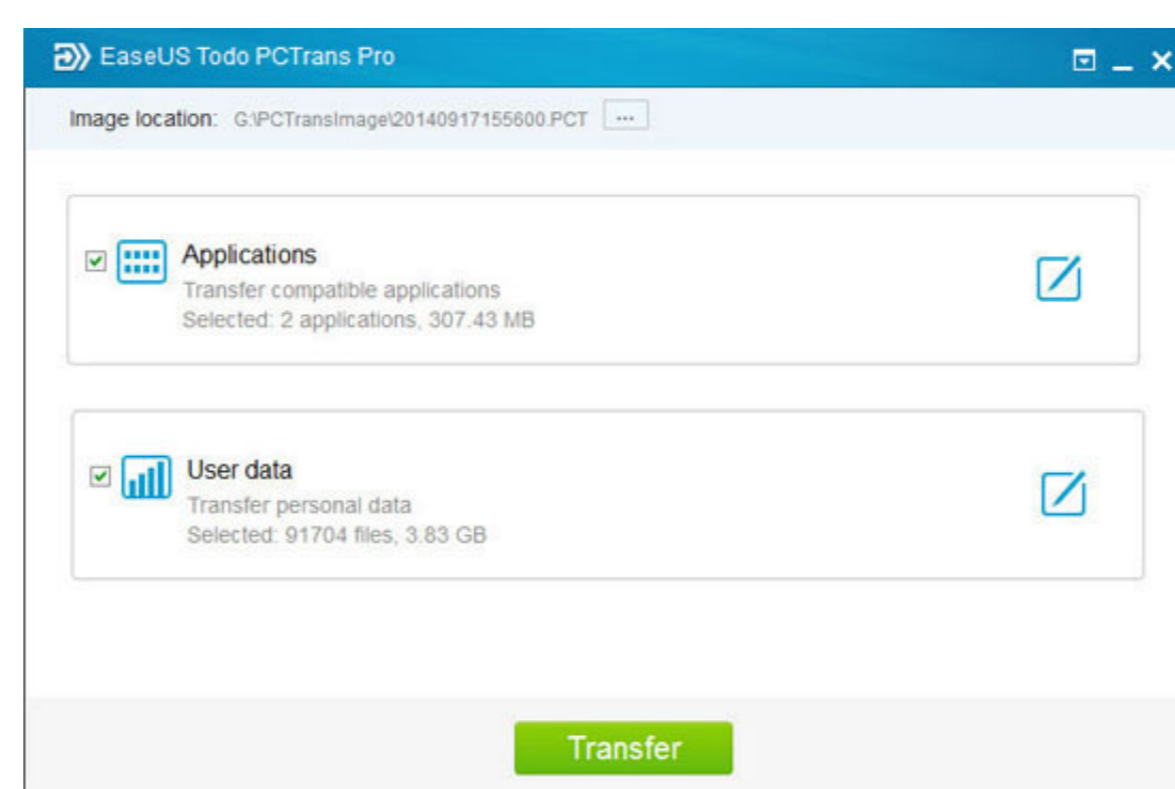 EaseUS Todo PCTrans Pro
Image location: G:\PCTransImage\20140917155600.PCT ...
Applications
Transfer compatible applications
Selected: 2 applications, 307.43 MB
User data
Transfer personal data
Selected: 91704 files, 3.83 GB
Transfer